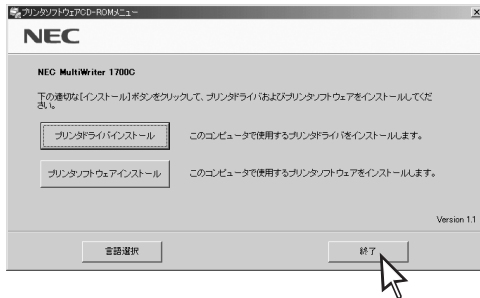 プリンタソフトウェアCD-ROMメニュー
NEC
NEC MultiWriter 1700C
下の適切な[インストール]ボタンをクリックして、プリンタドライバおよびプリンタソフトウェアをインストールしてくだ
さい。
プリンタドライバインストール
このコンピュータで使用するプリンタドライバをインストールします。
プリンタソフトウェアインストール
このコンピュータで使用するプリンタソフトウェアをインストールします。
Version 1.1
言語選択
終了